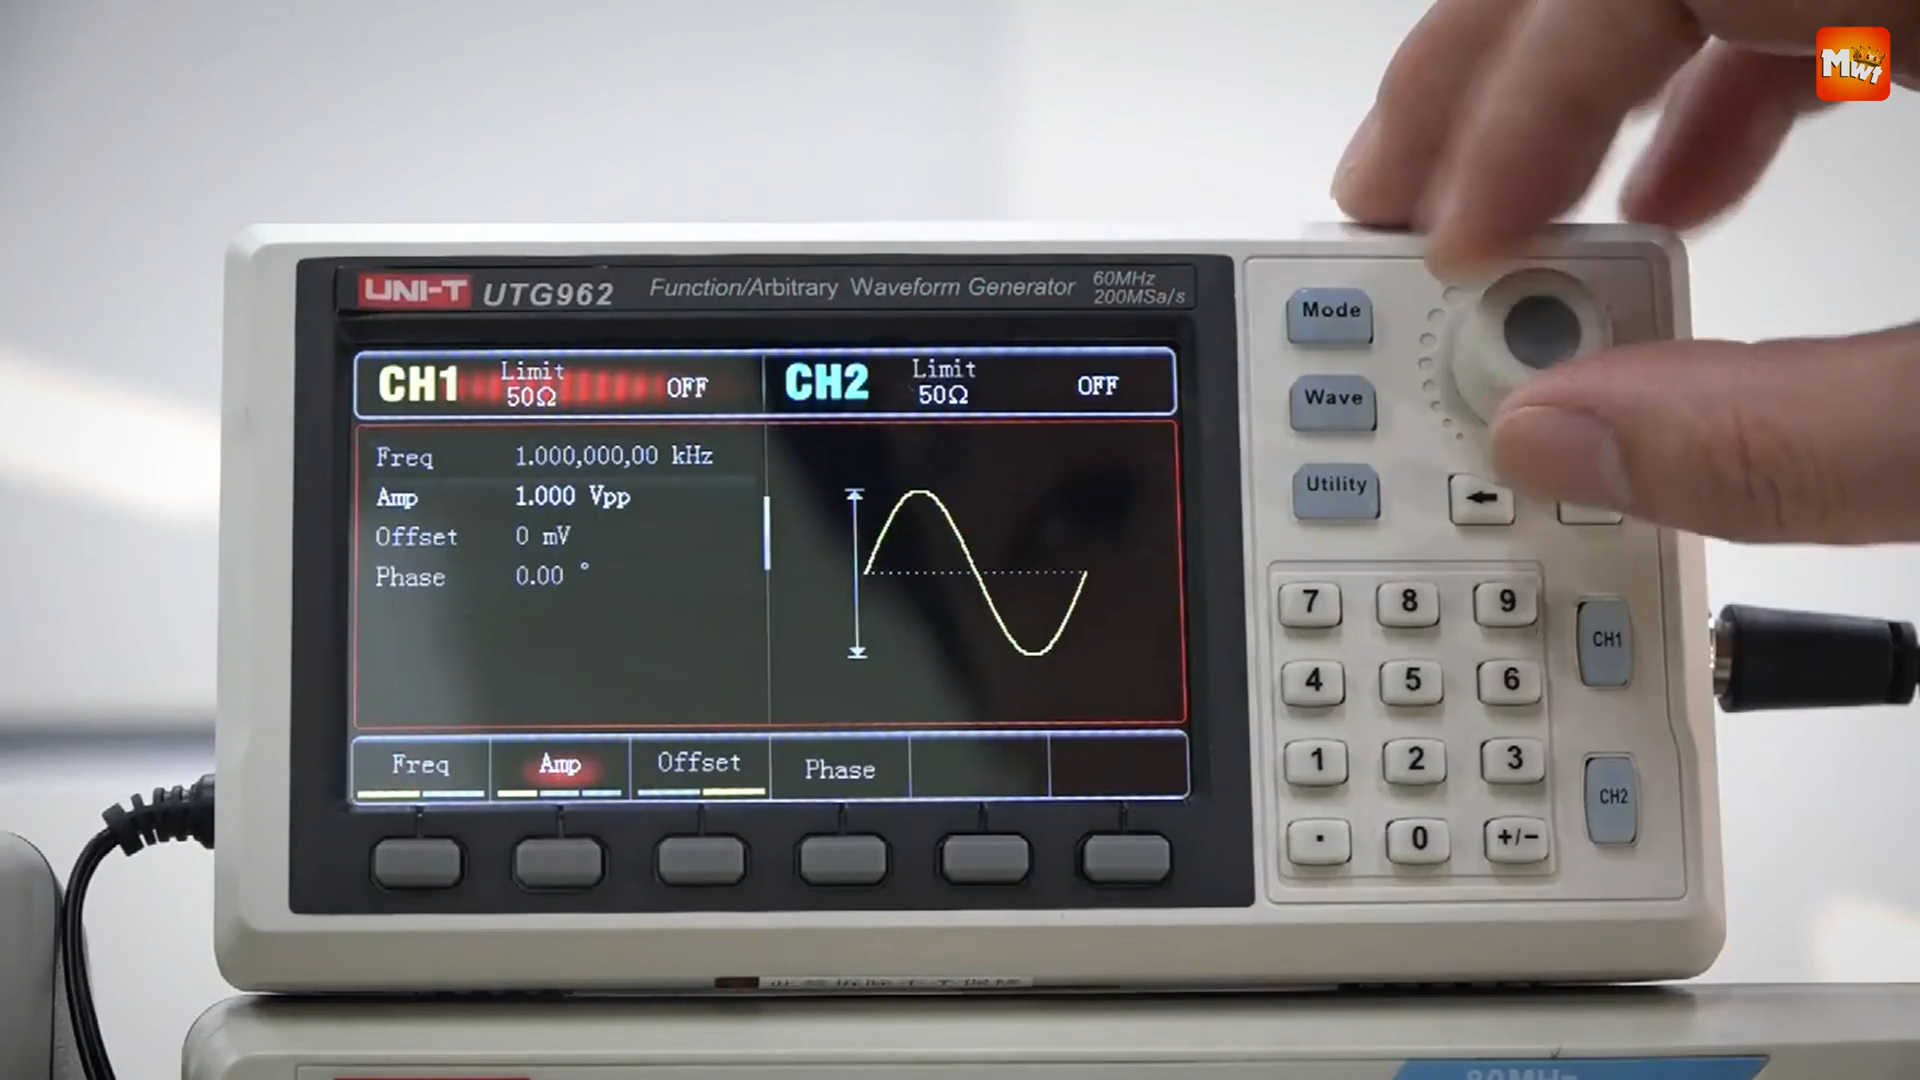 Mwt
UNI-T UTG962 Function/Arbitrary Waveform Generator 60MHz
200MSa/s
CH1 Limit 50Ω OFF
CH2 Limit 50Ω OFF
Freq 1.000,000,00 kHz
Amp 1.000 Vpp
Offset 0 mV
Phase 0.00 °
Freq Amp Offset Phase
Mode
Wave
Utility
7 8 9
4 5 6
1 2 3
. 0 +/−
CH1
CH2
80MHz